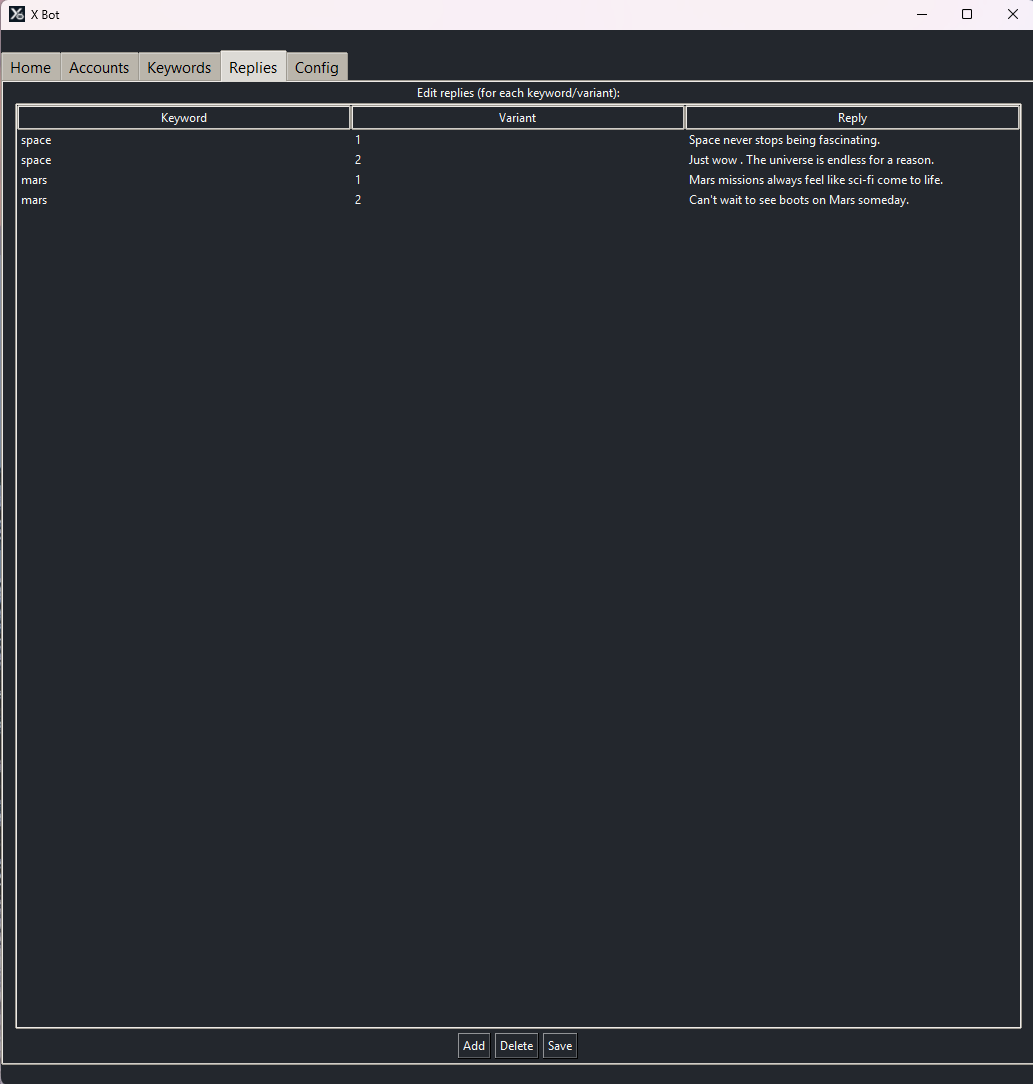 X Bot
Home Accounts Keywords Replies Config
Edit replies (for each keyword/variant):
Keyword Variant Reply
space 1 Space never stops being fascinating.
space 2 Just wow . The universe is endless for a reason.
mars 1 Mars missions always feel like sci-fi come to life.
mars 2 Can't wait to see boots on Mars someday.
Add Delete Save